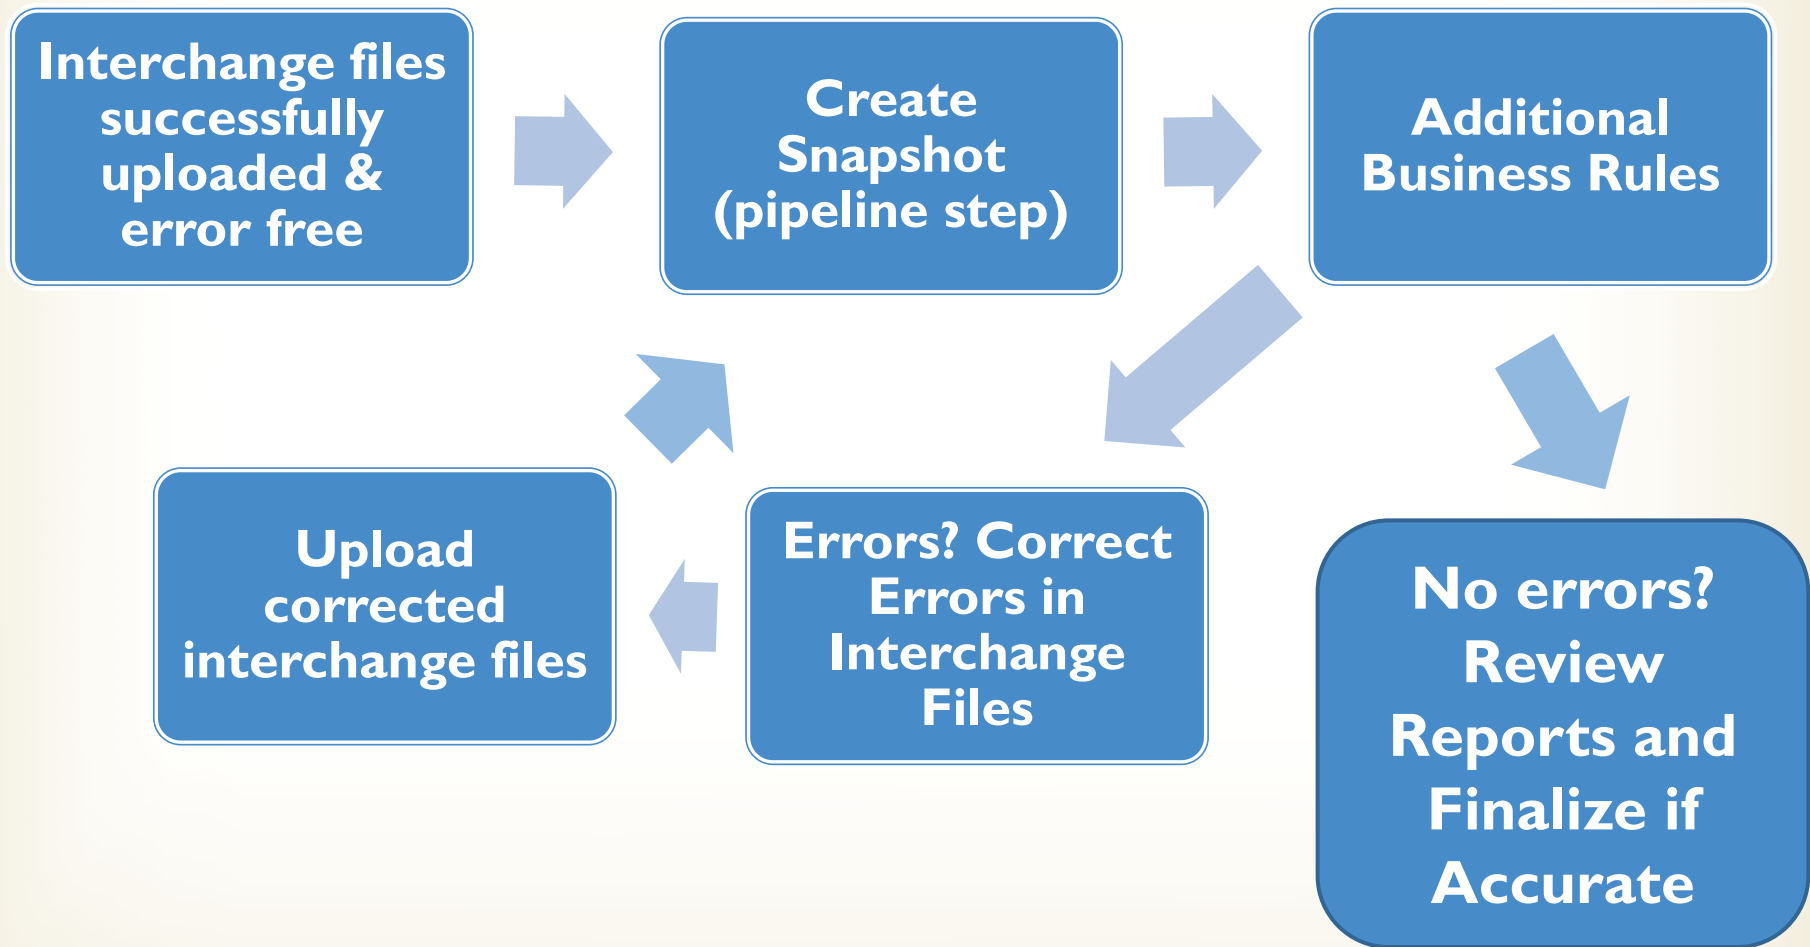 Interchange files
successfully
uploaded &
error free
Create
Snapshot
(pipeline step)
Additional
Business Rules
Upload
corrected
interchange files
Errors? Correct
Errors in
Interchange
Files
No errors?
Review
Reports and
Finalize if
Accurate